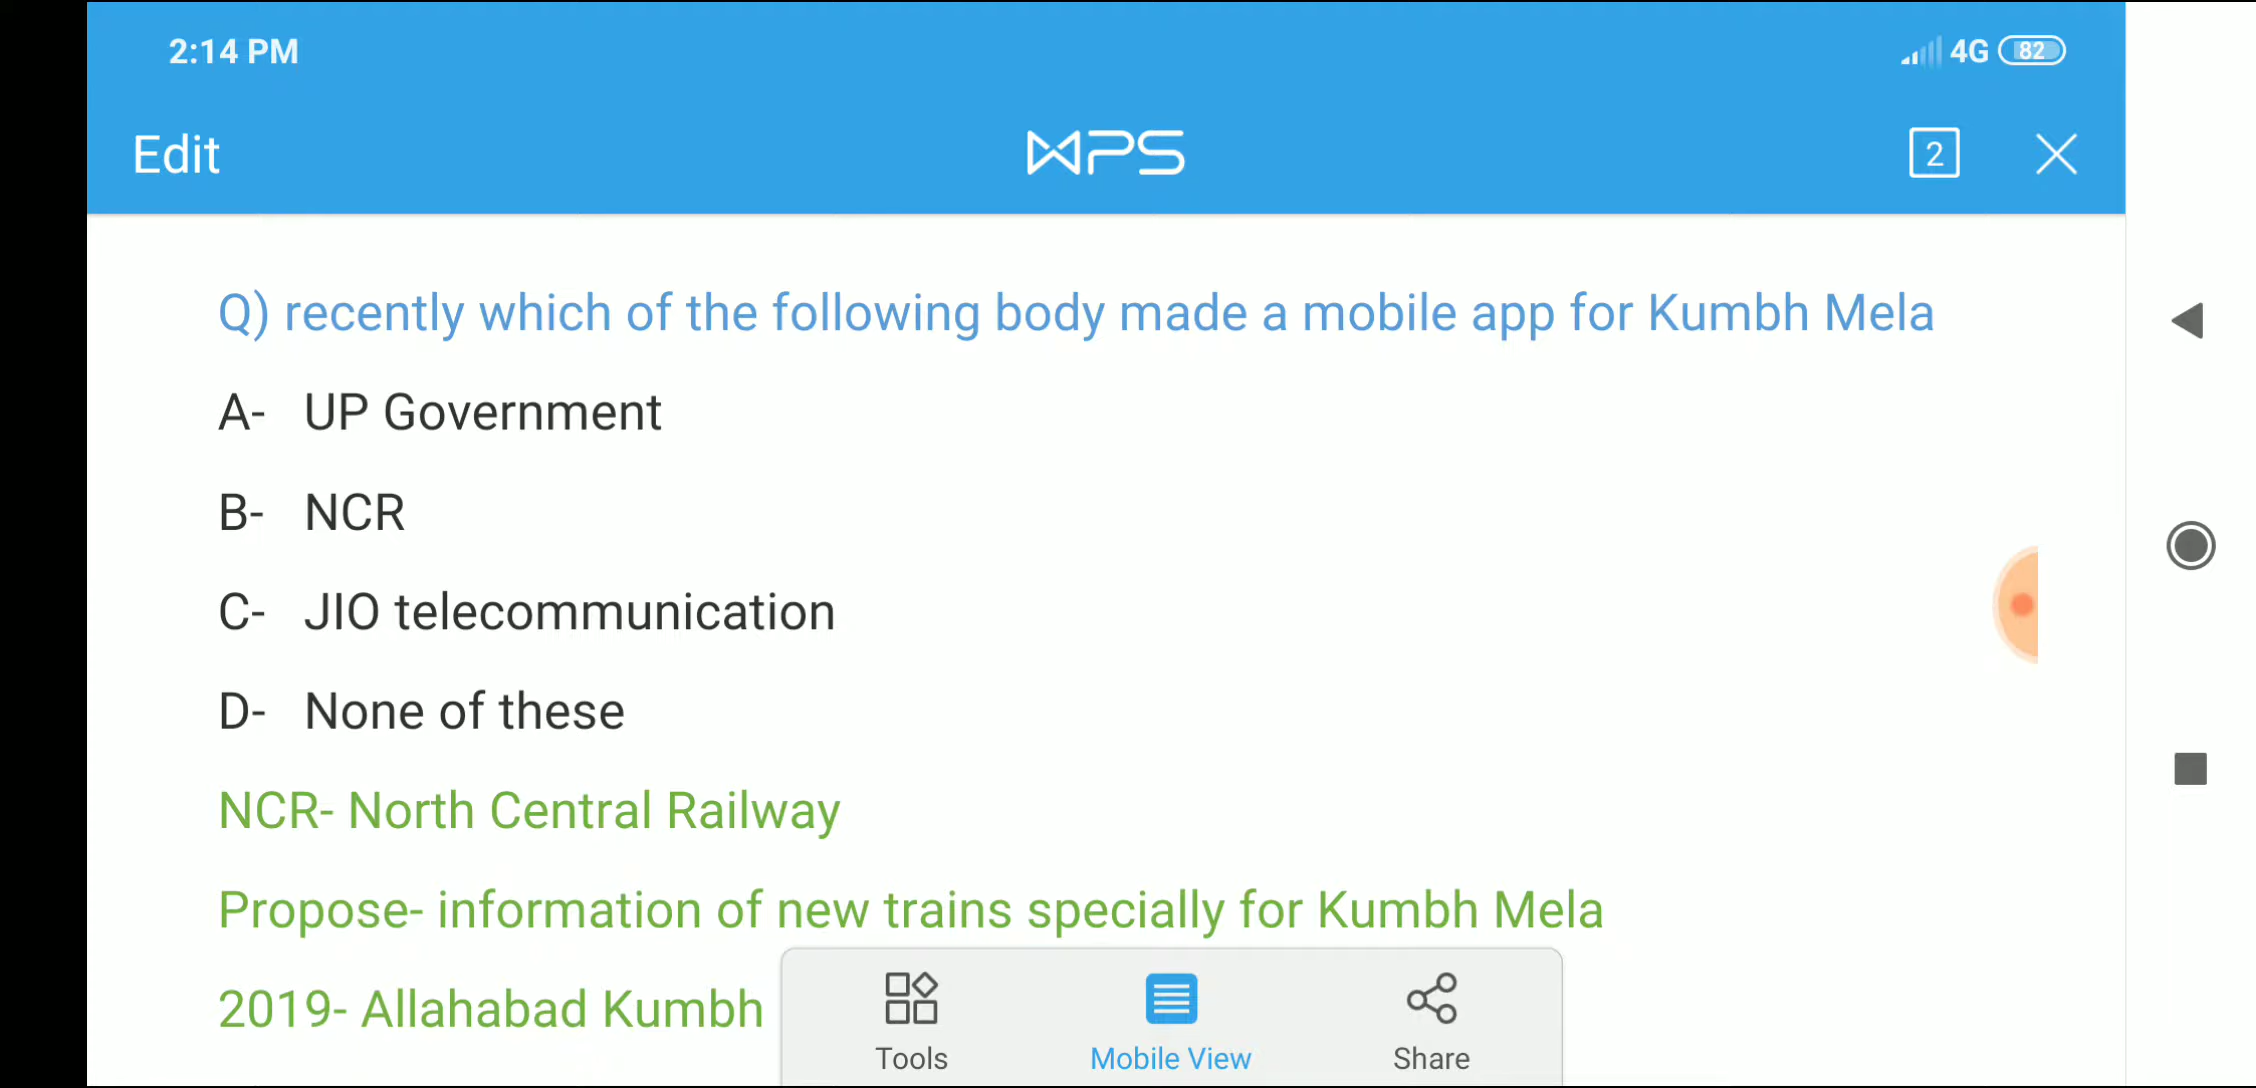 2:14 PM
4G 82
Edit
WPS
2
Q) recently which of the following body made a mobile app for Kumbh Mela
A- UP Government
B- NCR
C- JIO telecommunication
D- None of these
NCR- North Central Railway
Propose- information of new trains specially for Kumbh Mela
2019- Allahabad Kumbh
Tools
Mobile View
Share